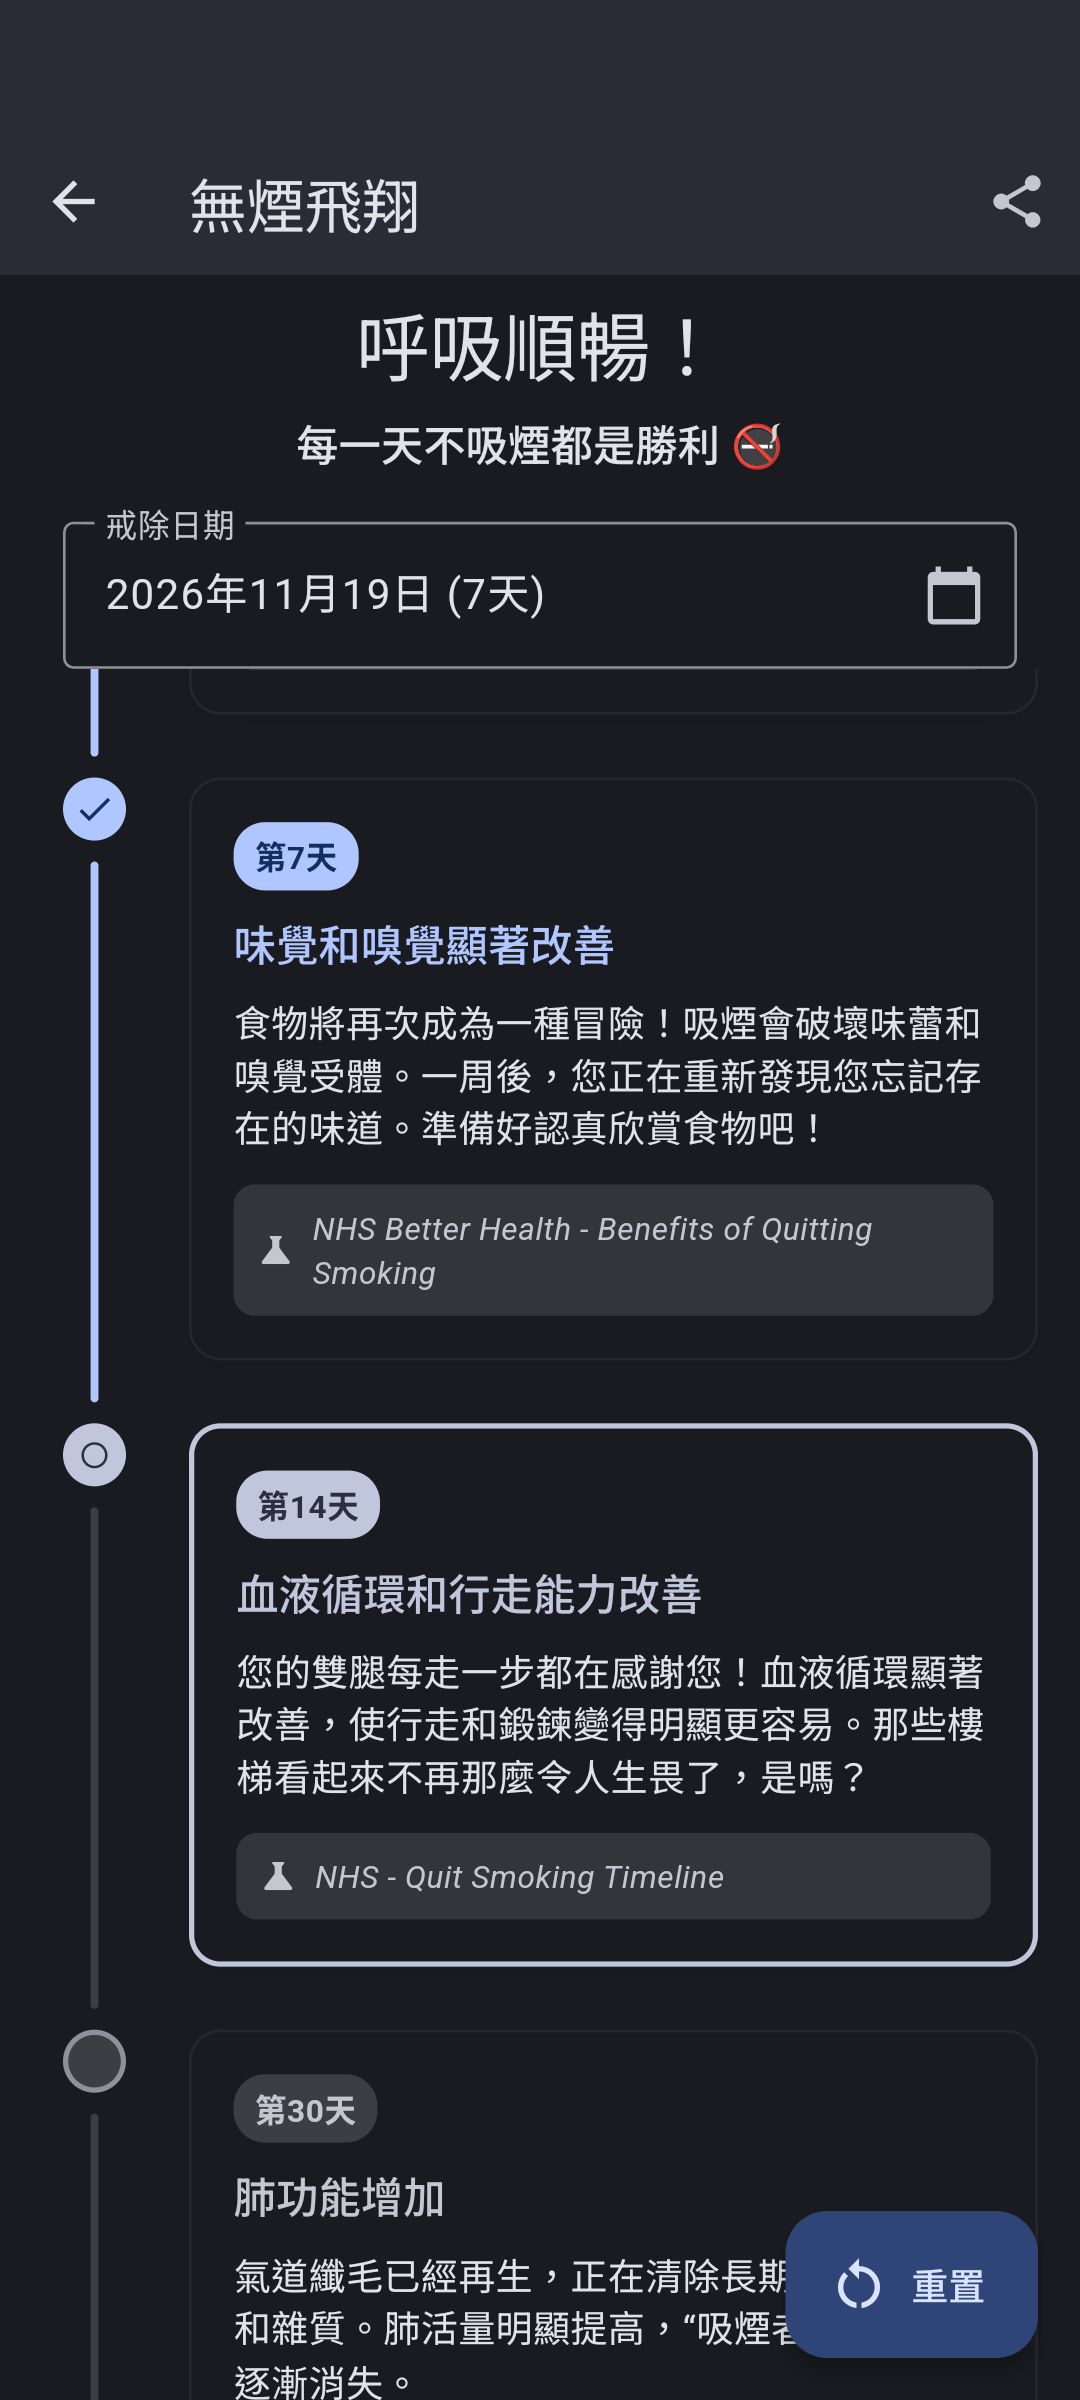 無煙飛翔
呼吸順暢！
每一天不吸煙都是勝利 🚭
戒除日期
2026年11月19日 (7天)
第7天
味覺和嗅覺顯著改善
食物將再次成為一種冒險！吸煙會破壞味蕾和
嗅覺受體。一周後，您正在重新發現您忘記存
在的味道。準備好認真欣賞食物吧！
NHS Better Health - Benefits of Quitting
Smoking
第14天
血液循環和行走能力改善
您的雙腿每走一步都在感謝您！血液循環顯著
改善，使行走和鍛鍊變得明顯更容易。那些樓
梯看起來不再那麼令人生畏了，是嗎？
NHS - Quit Smoking Timeline
第30天
肺功能增加
氣道纖毛已經再生，正在清除長期
和雜質。肺活量明顯提高，“吸煙者
逐漸消失。
重置